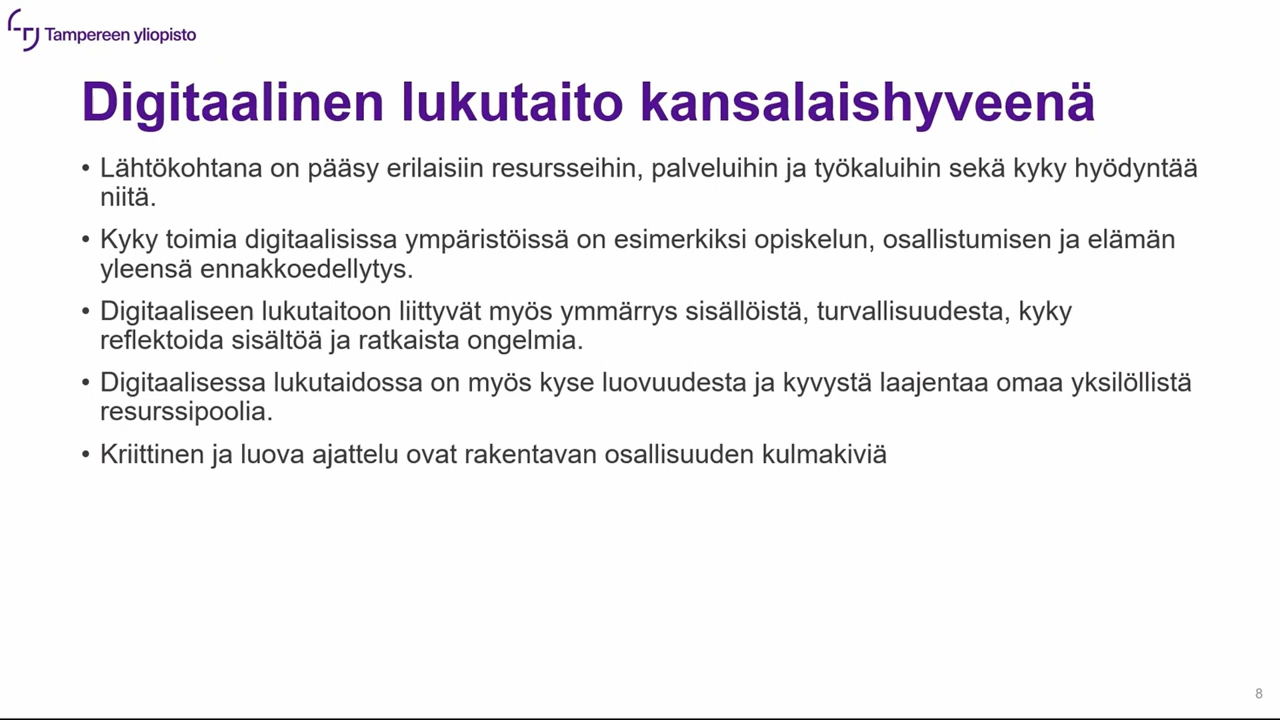 Tampereen yliopisto
Digitaalinen lukutaito kansalaishyveenä
• Lähtökohtana on pääsy erilaisiin resursseihin, palveluihin ja työkaluihin sekä kyky hyödyntää
niitä.
• Kyky toimia digitaalisissa ympäristöissä on esimerkiksi opiskelun, osallistumisen ja elämän
yleensä ennakkoedellytys.
• Digitaaliseen lukutaitoon liittyvät myös ymmärrys sisällöistä, turvallisuudesta, kyky
reflektoida sisältöä ja ratkaista ongelmia.
• Digitaalisessa lukutaidossa on myös kyse luovuudesta ja kyvystä laajentaa omaa yksilöllistä
resurssipoolia.
• Kriittinen ja luova ajattelu ovat rakentavan osallisuuden kulmakiviä
8